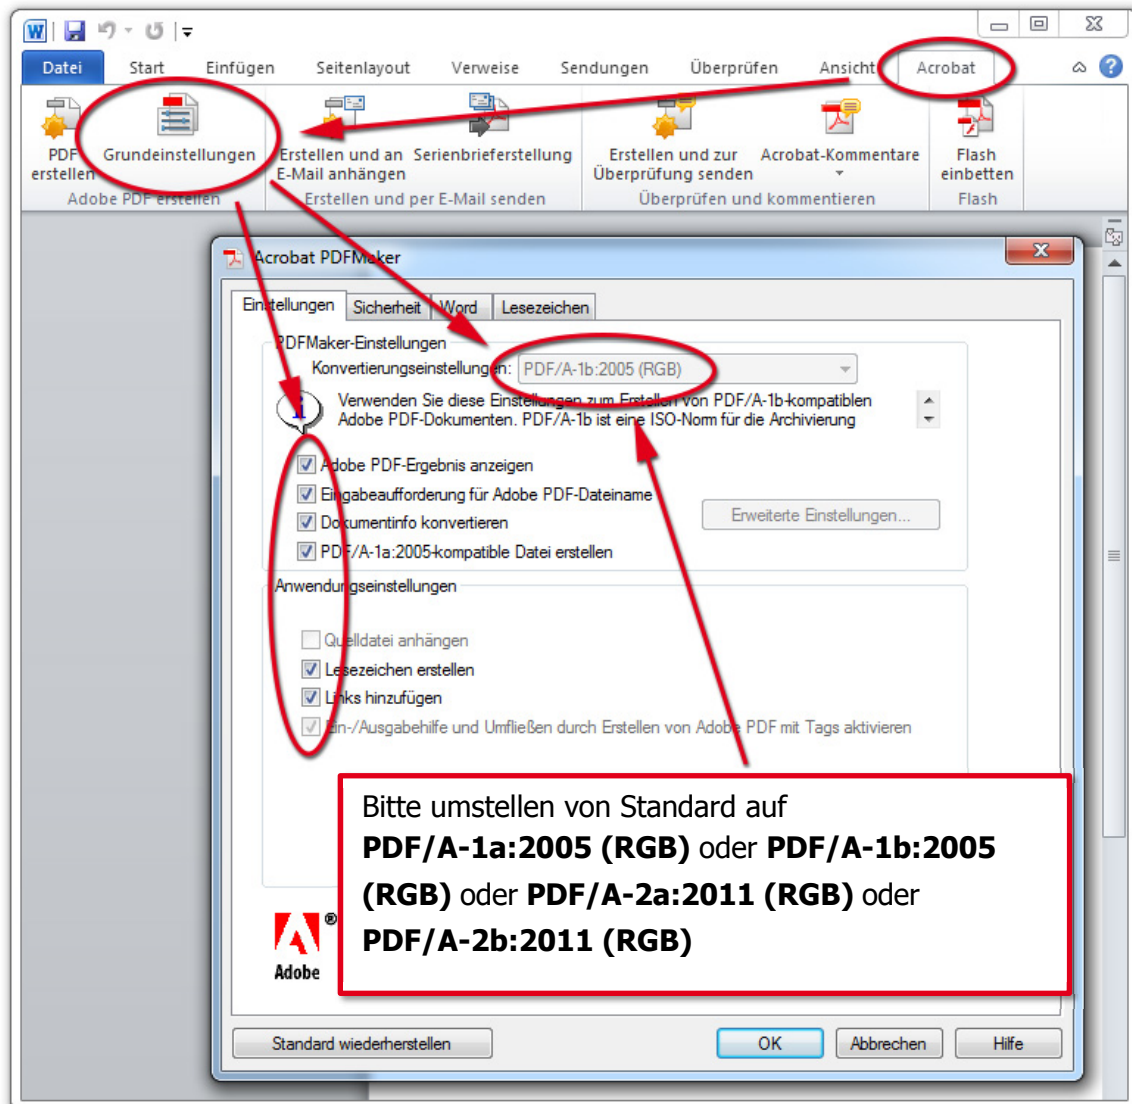 W
Datei Start Einfügen Seitenlayout Verweise Sendungen Überprüfen Ansicht Acrobat ?
PDF Grundeinstellungen Erstellen und an Serienbrieferstellung Erstellen und zur Acrobat-Kommentare Flash
erstellen E-Mail anhängen Überprüfung senden einbetten
Adobe PDF erstellen Erstellen und per E-Mail senden Überprüfen und kommentieren Flash
Acrobat PDFMaker
Einstellungen Sicherheit Word Lesezeichen
PDFMaker-Einstellungen
Konvertierungseinstellungen: PDF/A-1b:2005 (RGB)
Verwenden Sie diese Einstellungen zum Erstellen von PDF/A-1b-kompatiblen
Adobe PDF-Dokumenten. PDF/A-1b ist eine ISO-Norm für die Archivierung
Adobe PDF-Ergebnis anzeigen
Eingabeaufforderung für Adobe PDF-Dateiname
Erweiterte Einstellungen...
Dokumentinfo konvertieren
PDF/A-1a:2005-kompatible Datei erstellen
Anwendungseinstellungen
Quelldatei anhängen
Lesezeichen erstellen
Links hinzufügen
Ein-/Ausgabehilfe und Umfließen durch Erstellen von Adobe PDF mit Tags aktivieren
Bitte umstellen von Standard auf
PDF/A-1a:2005 (RGB) oder PDF/A-1b:2005
(RGB) oder PDF/A-2a:2011 (RGB) oder
PDF/A-2b:2011 (RGB)
®
Adobe
Standard wiederherstellen OK Abbrechen Hilfe